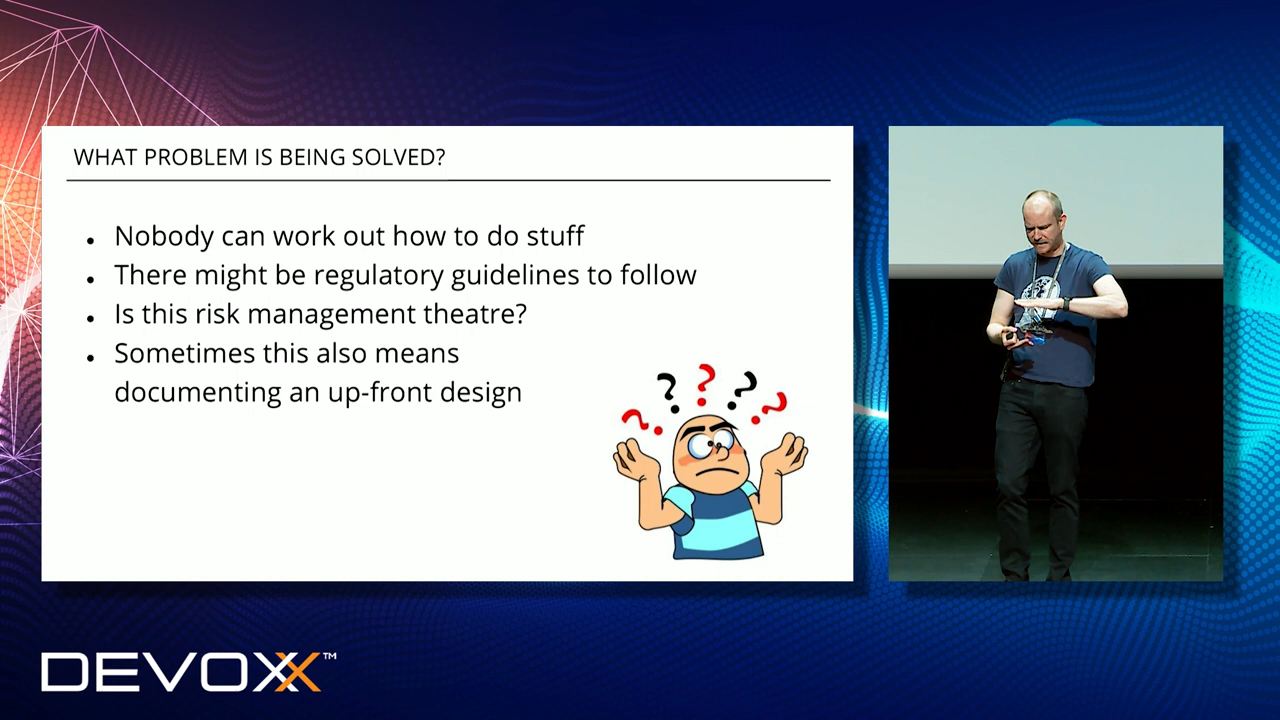 WHAT PROBLEM IS BEING SOLVED?
• Nobody can work out how to do stuff
• There might be regulatory guidelines to follow
• Is this risk management theatre?
• Sometimes this also means
documenting an up-front design
? ? ? ? ?
DEVOXX™